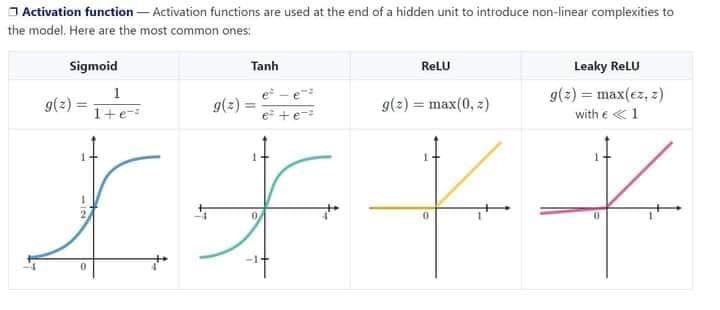 ❒ Activation function — Activation functions are used at the end of a hidden unit to introduce non-linear complexities to
the model. Here are the most common ones:
Sigmoid Tanh ReLU Leaky ReLU
g(z) = 1 / (1 + e^{-z}) g(z) = (e^z − e^{-z}) / (e^z + e^{-z}) g(z) = max(0, z) g(z) = max(ϵz, z)
with ϵ ≪ 1
1 1 1 1
1/2
-4 0 4 -4 0 4 0 1 0 1
-1